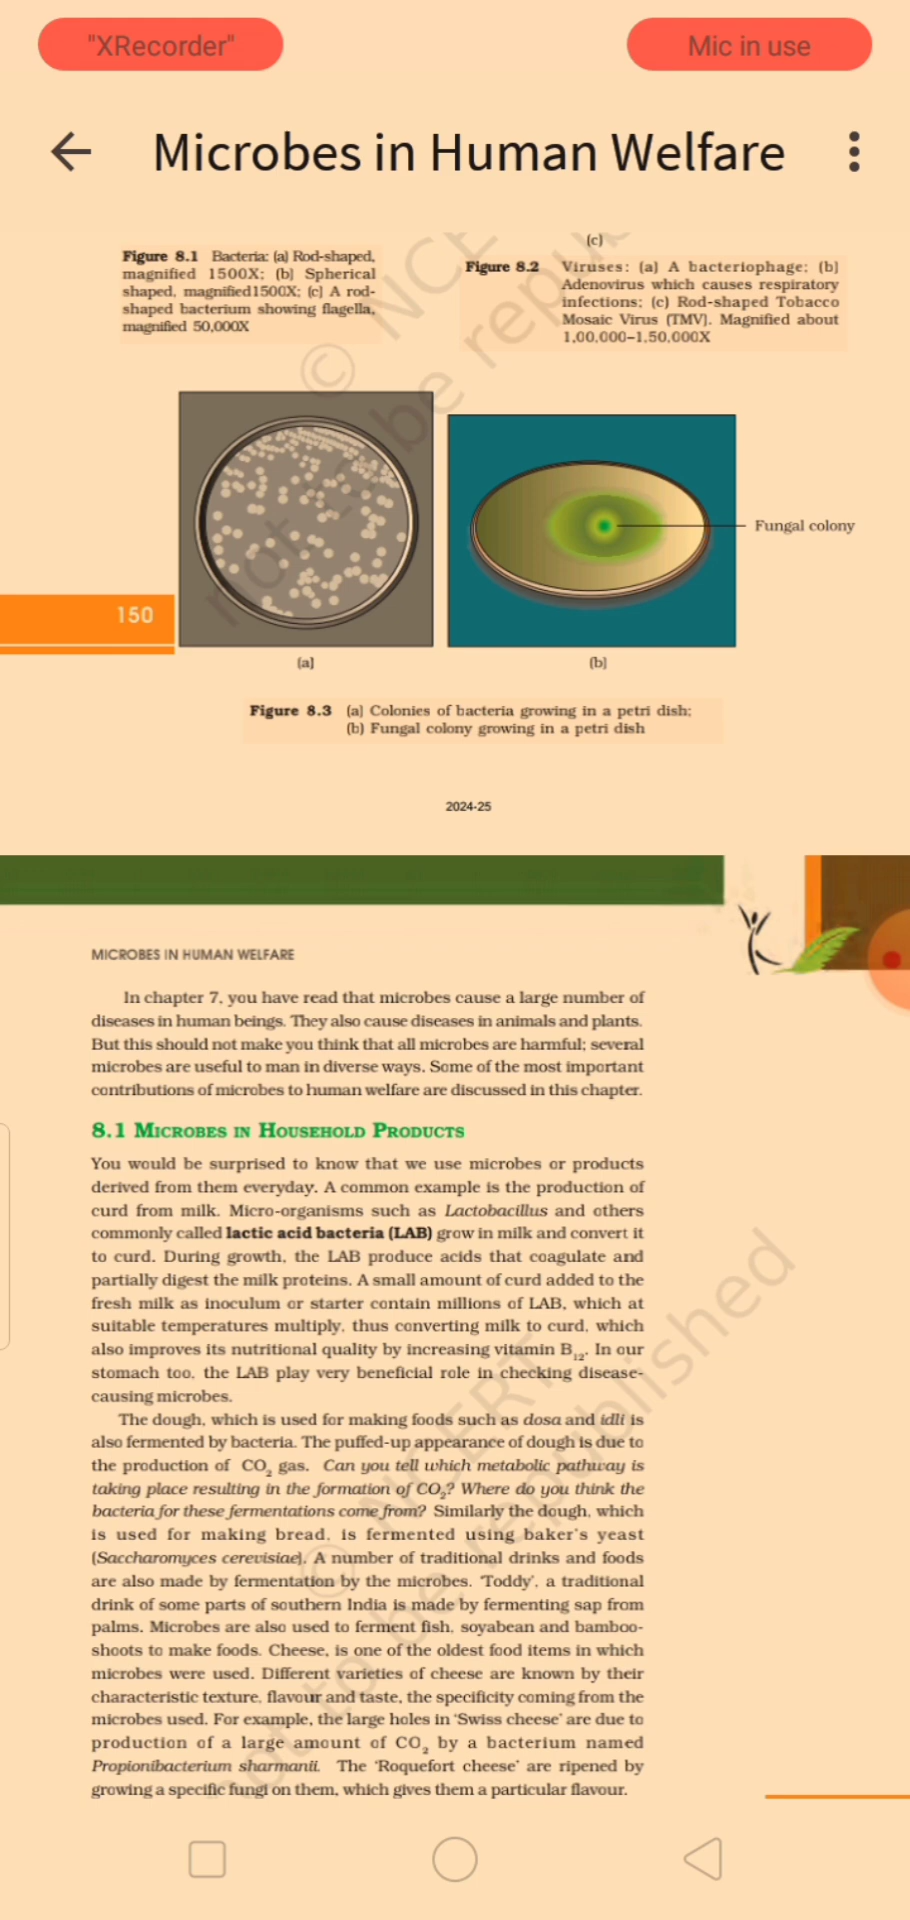 "XRecorder"
Mic in use
Microbes in Human Welfare
(c)
Figure 8.1 Bacteria: (a) Rod-shaped,
magnified 1500X; (b) Spherical
shaped, magnified1500X; (c) A rod-
shaped bacterium showing flagella,
magnified 50,000X
Figure 8.2 Viruses: (a) A bacteriophage; (b)
Adenovirus which causes respiratory
infections; (c) Rod-shaped Tobacco
Mosaic Virus (TMV). Magnified about
1,00,000–1,50,000X
Fungal colony
150
(a)
(b)
Figure 8.3 (a) Colonies of bacteria growing in a petri dish;
(b) Fungal colony growing in a petri dish
2024-25
MICROBES IN HUMAN WELFARE
In chapter 7, you have read that microbes cause a large number of
diseases in human beings. They also cause diseases in animals and plants.
But this should not make you think that all microbes are harmful; several
microbes are useful to man in diverse ways. Some of the most important
contributions of microbes to human welfare are discussed in this chapter.
8.1 MICROBES IN HOUSEHOLD PRODUCTS
You would be surprised to know that we use microbes or products
derived from them everyday. A common example is the production of
curd from milk. Micro-organisms such as Lactobacillus and others
commonly called lactic acid bacteria (LAB) grow in milk and convert it
to curd. During growth, the LAB produce acids that coagulate and
partially digest the milk proteins. A small amount of curd added to the
fresh milk as inoculum or starter contain millions of LAB, which at
suitable temperatures multiply, thus converting milk to curd, which
also improves its nutritional quality by increasing vitamin B₁₂. In our
stomach too, the LAB play very beneficial role in checking disease-
causing microbes.
The dough, which is used for making foods such as dosa and idli is
also fermented by bacteria. The puffed-up appearance of dough is due to
the production of CO₂ gas. Can you tell which metabolic pathway is
taking place resulting in the formation of CO₂? Where do you think the
bacteria for these fermentations come from? Similarly the dough, which
is used for making bread, is fermented using baker's yeast
(Saccharomyces cerevisiae). A number of traditional drinks and foods
are also made by fermentation by the microbes. 'Toddy', a traditional
drink of some parts of southern India is made by fermenting sap from
palms. Microbes are also used to ferment fish, soyabean and bamboo-
shoots to make foods. Cheese, is one of the oldest food items in which
microbes were used. Different varieties of cheese are known by their
characteristic texture, flavour and taste, the specificity coming from the
microbes used. For example, the large holes in 'Swiss cheese' are due to
production of a large amount of CO₂ by a bacterium named
Propionibacterium sharmanii. The 'Roquefort cheese' are ripened by
growing a specific fungi on them, which gives them a particular flavour.
© NCERT
not to be republished